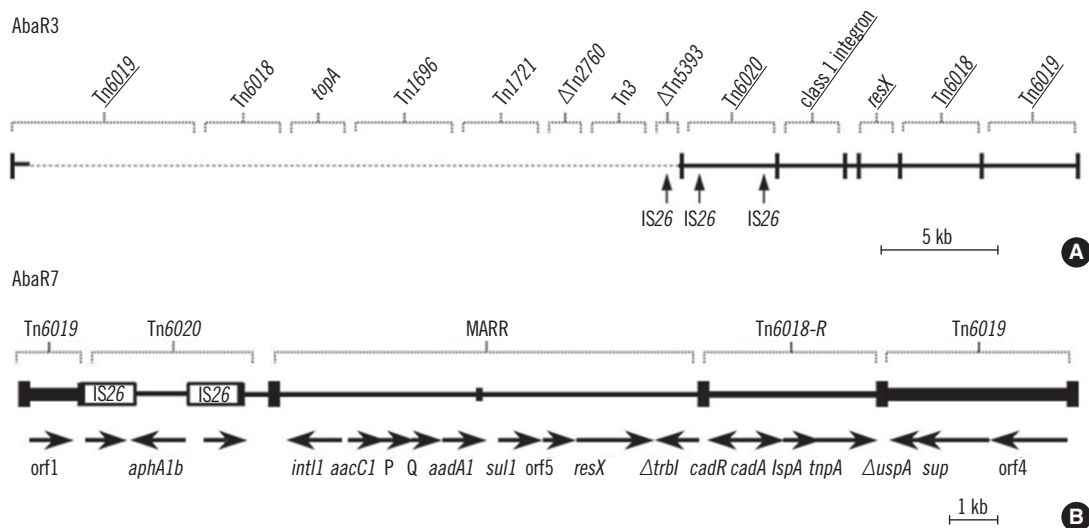 AbaR3
Tn6019 Tn6018 topA Tn1696 Tn1721 ΔTn2760 Tn3 ΔTn5393 Tn6020 class 1 integron resX Tn6018 Tn6019
IS26 IS26 IS26
5 kb
A
AbaR7
Tn6019 Tn6020 MARR Tn6018-R Tn6019
IS26 IS26
orf1 aphA1b intI1 aacC1 P Q aadA1 sul1 orf5 resX ΔtrbI cadR cadA lspA tnpA ΔuspA sup orf4
1 kb
B